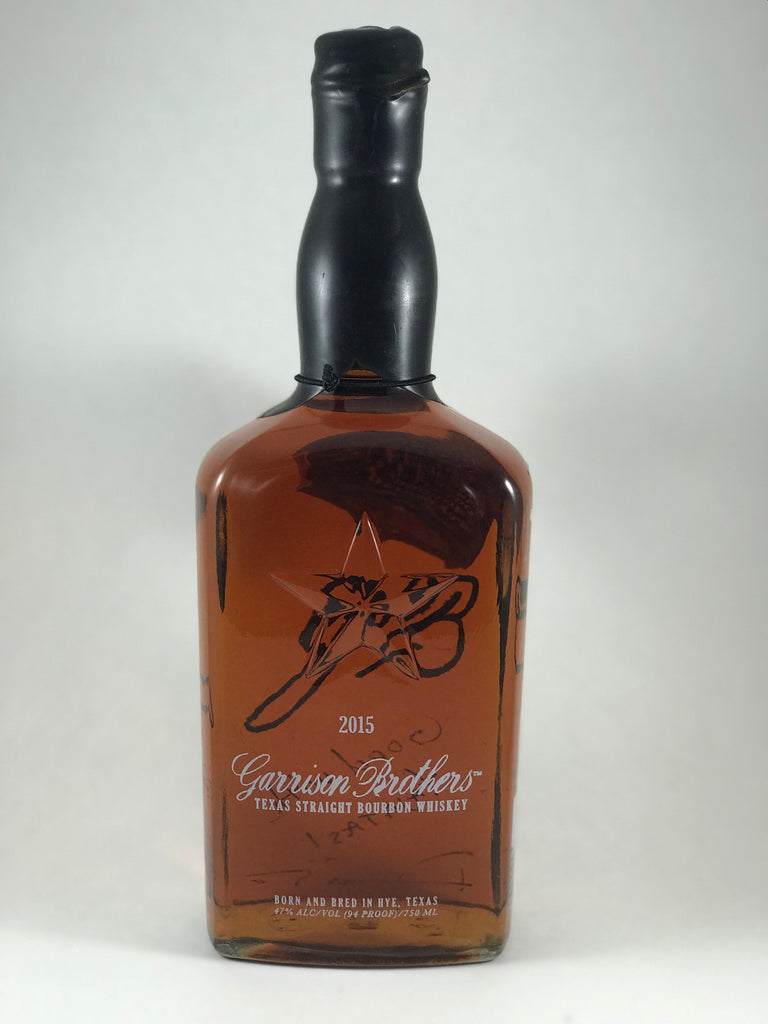 2015
Garrison Brothers™
TEXAS STRAIGHT BOURBON WHISKEY
BORN AND BRED IN HYE, TEXAS
47% ALC/VOL (94 PROOF)/750 ML